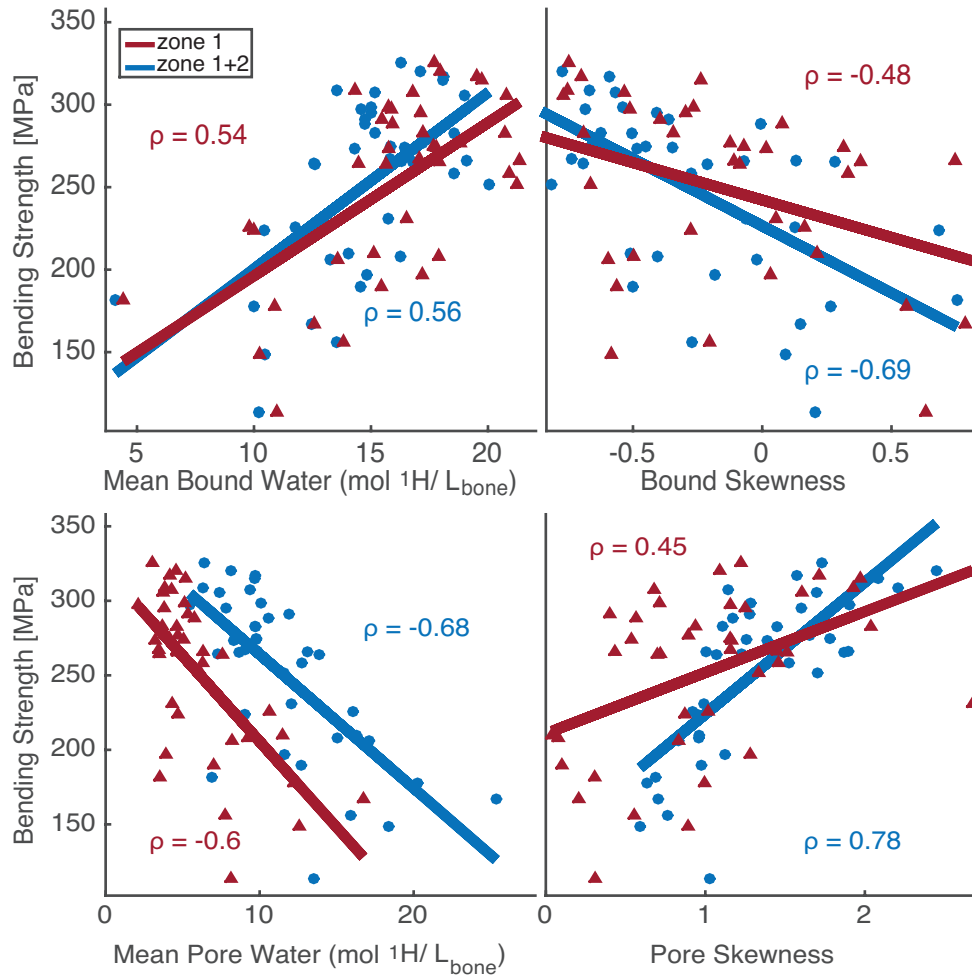 350
zone 1
zone 1+2
300
250
200
150
Bending Strength [MPa]
ρ = 0.54
ρ = 0.56
ρ = -0.48
ρ = -0.69
5 10 15 20
-0.5 0 0.5
Mean Bound Water (mol 1H/ Lbone)
Bound Skewness
350
300
250
200
150
Bending Strength [MPa]
ρ = -0.68
ρ = -0.6
ρ = 0.45
ρ = 0.78
0 10 20
0 1 2
Mean Pore Water (mol 1H/ Lbone)
Pore Skewness